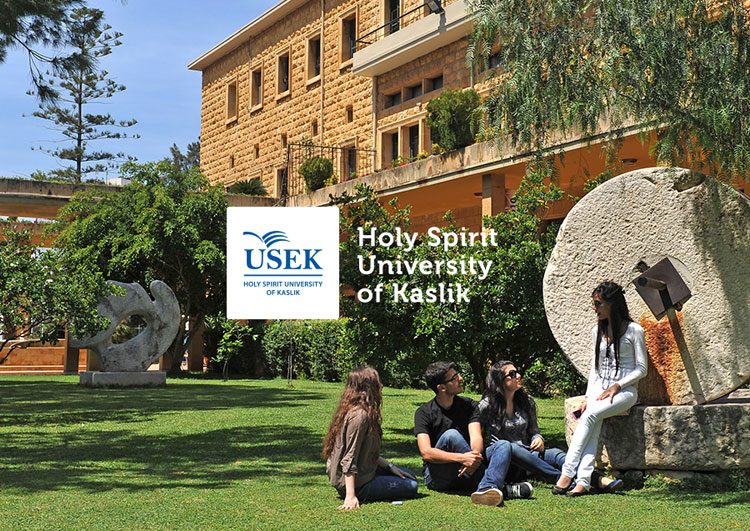 USEK
HOLY SPIRIT UNIVERSITY
OF KASLIK
Holy Spirit
University
of Kaslik